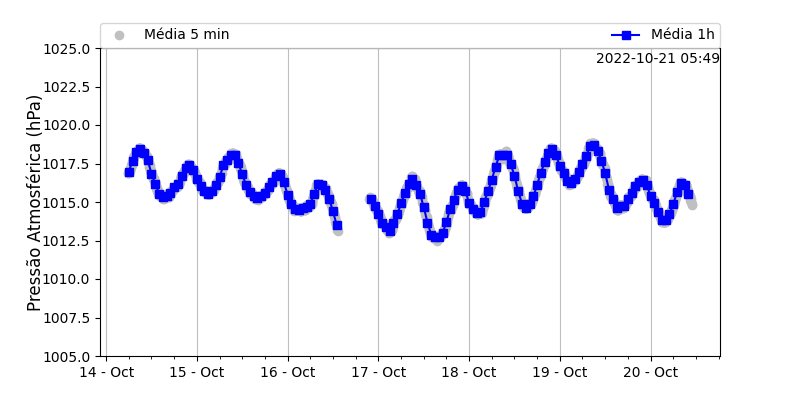 Média 5 min
Média 1h
2022-10-21 05:49
Pressão Atmosférica (hPa)
1025.0
1022.5
1020.0
1017.5
1015.0
1012.5
1010.0
1007.5
1005.0
14 - Oct
15 - Oct
16 - Oct
17 - Oct
18 - Oct
19 - Oct
20 - Oct